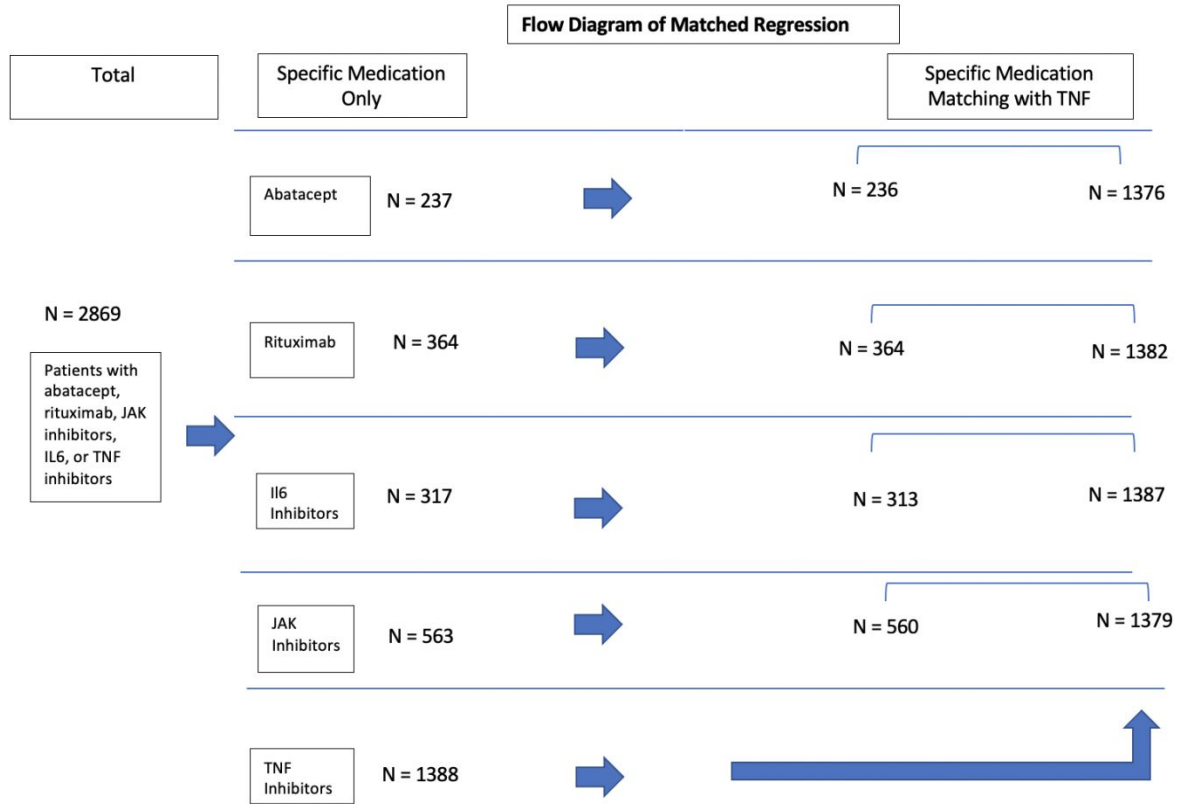 Flow Diagram of Matched Regression
Total
Specific Medication
Only
Specific Medication
Matching with TNF
Abatacept
N = 237
N = 236
N = 1376
N = 2869
Patients with
abatacept,
rituximab, JAK
inhibitors,
IL6, or TNF
inhibitors
Rituximab
N = 364
N = 364
N = 1382
Il6
Inhibitors
N = 317
N = 313
N = 1387
JAK
Inhibitors
N = 563
N = 560
N = 1379
TNF
Inhibitors
N = 1388